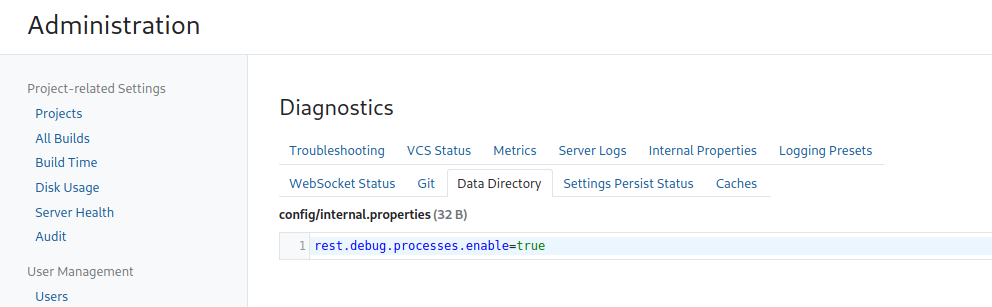 Administration
Project-related Settings
Projects
All Builds
Build Time
Disk Usage
Server Health
Audit
User Management
Users
Diagnostics
Troubleshooting VCS Status Metrics Server Logs Internal Properties Logging Presets
WebSocket Status Git Data Directory Settings Persist Status Caches
config/internal.properties (32 B)
1 rest.debug.processes.enable=true